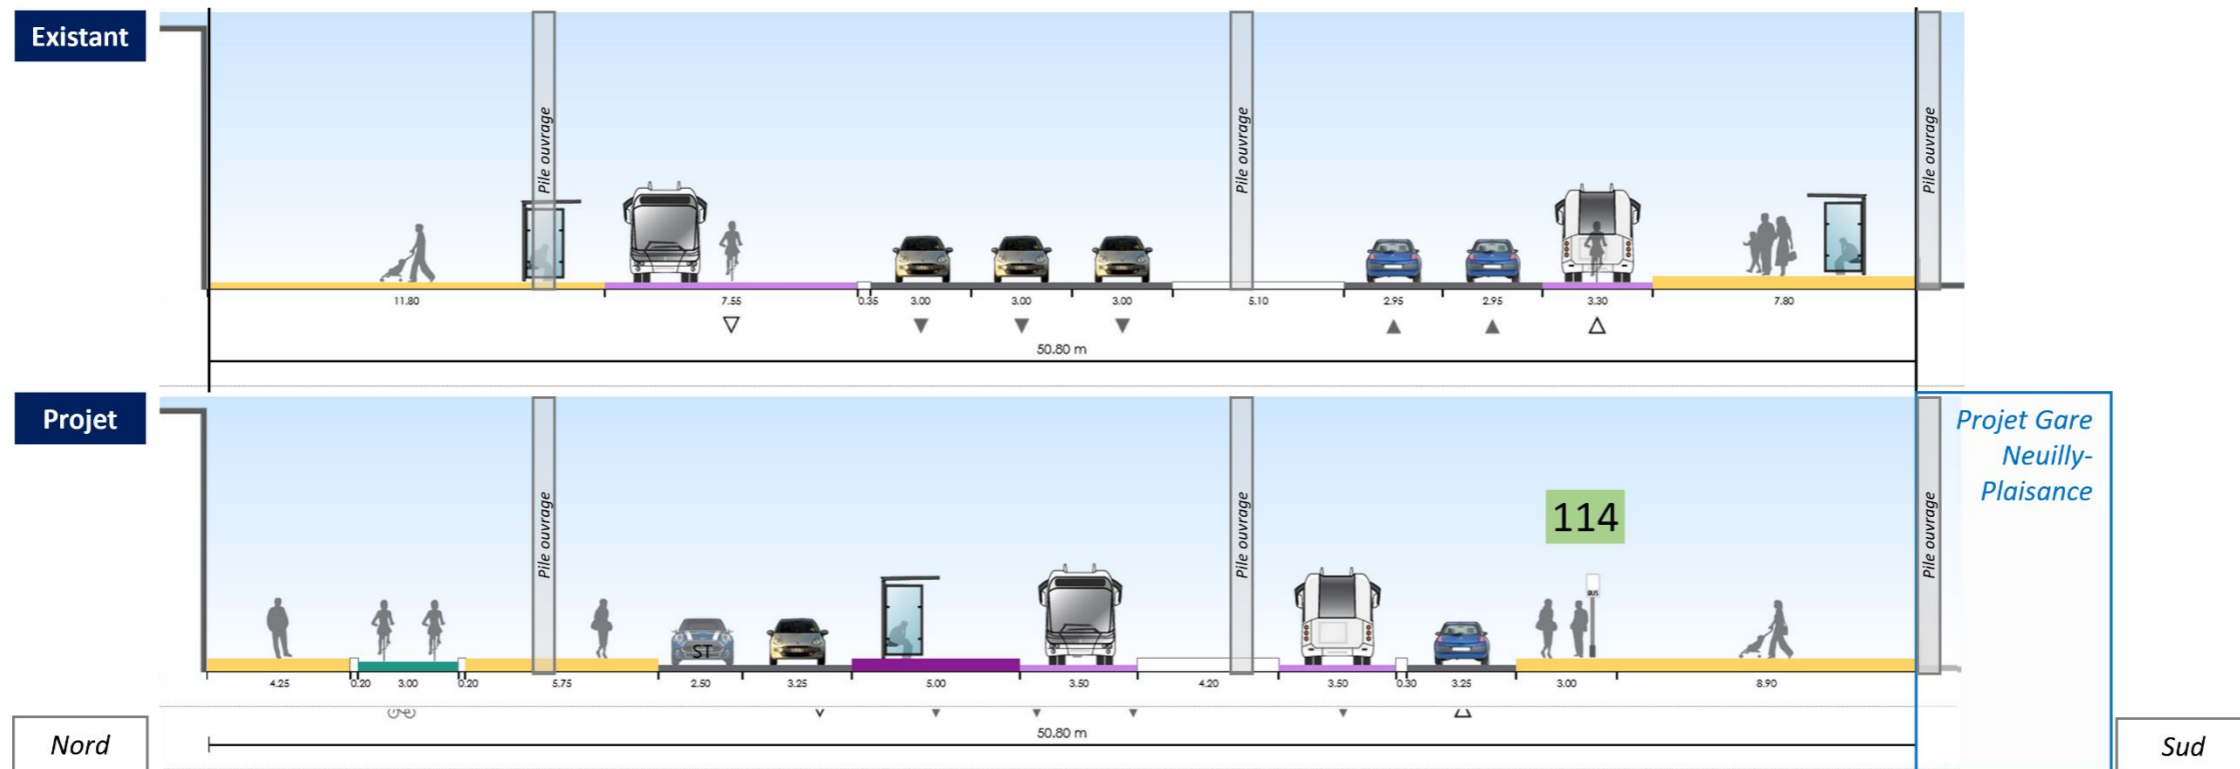 Existant
Pile ouvrage
Pile ouvrage
Pile ouvrage
11.80 7.55 0.35 3.00 3.00 3.00 5.10 2.95 2.95 3.30 7.80
50.80 m
Projet
Pile ouvrage
Pile ouvrage
Pile ouvrage
Projet Gare
Neuilly-
Plaisance
114
BUS
ST
4.25 0.20 3.00 0.20 5.75 2.50 3.25 5.00 3.50 4.20 3.50 0.30 3.25 3.00 8.90
50.80 m
Nord
Sud